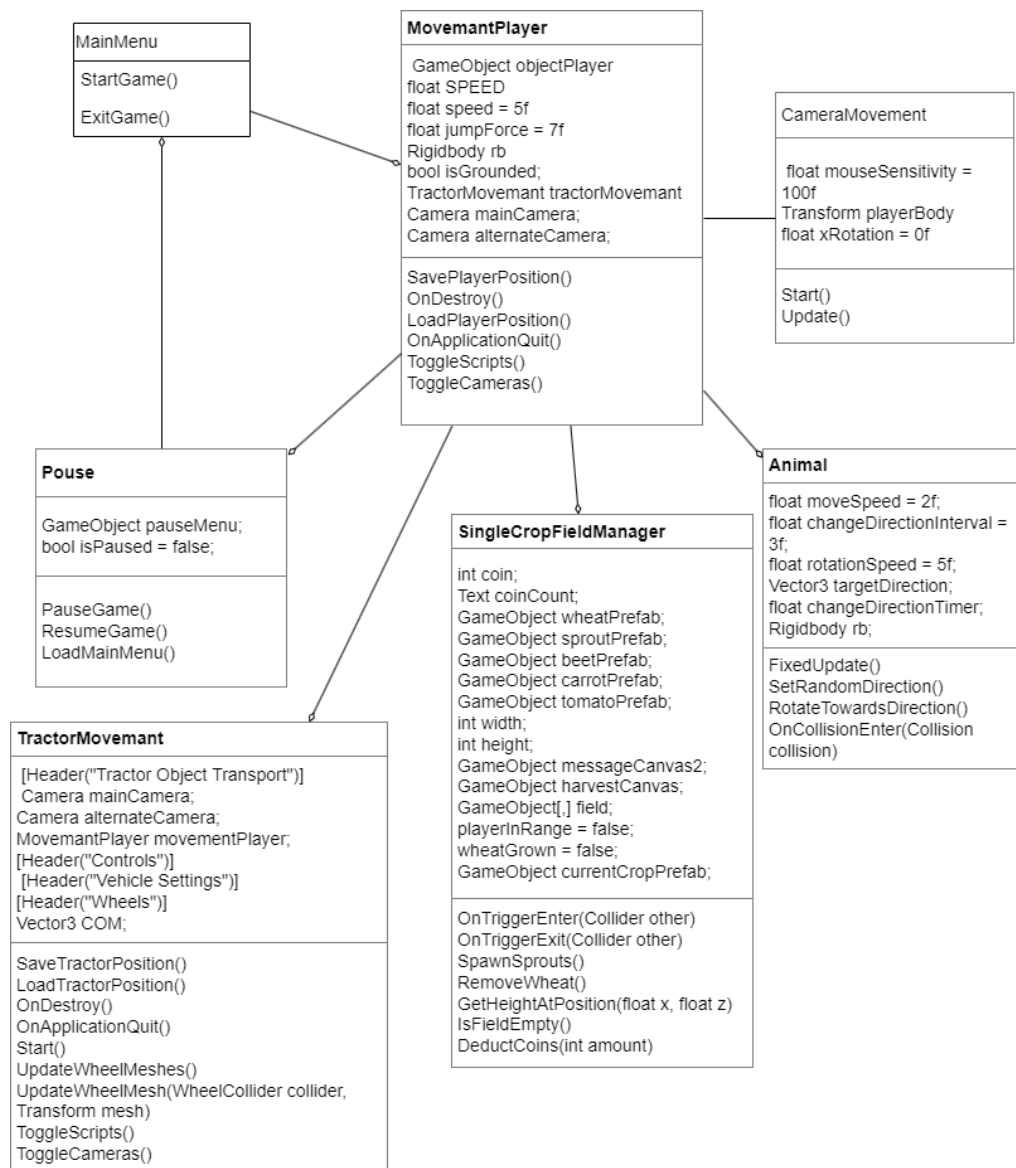 MainMenu
StartGame()
ExitGame()
MovemantPlayer
GameObject objectPlayer
float SPEED
float speed = 5f
float jumpForce = 7f
Rigidbody rb
bool isGrounded;
TractorMovemant tractorMovemant
Camera mainCamera;
Camera alternateCamera;
SavePlayerPosition()
OnDestroy()
LoadPlayerPosition()
OnApplicationQuit()
ToggleScripts()
ToggleCameras()
CameraMovement
float mouseSensitivity =
100f
Transform playerBody
float xRotation = 0f
Start()
Update()
Pouse
GameObject pauseMenu;
bool isPaused = false;
PauseGame()
ResumeGame()
LoadMainMenu()
SingleCropFieldManager
int coin;
Text coinCount;
GameObject wheatPrefab;
GameObject sproutPrefab;
GameObject beetPrefab;
GameObject carrotPrefab;
GameObject tomatoPrefab;
int width;
int height;
GameObject messageCanvas2;
GameObject harvestCanvas;
GameObject[,] field;
playerInRange = false;
wheatGrown = false;
GameObject currentCropPrefab;
OnTriggerEnter(Collider other)
OnTriggerExit(Collider other)
SpawnSprouts()
RemoveWheat()
GetHeightAtPosition(float x, float z)
IsFieldEmpty()
DeductCoins(int amount)
Animal
float moveSpeed = 2f;
float changeDirectionInterval =
3f;
float rotationSpeed = 5f;
Vector3 targetDirection;
float changeDirectionTimer;
Rigidbody rb;
FixedUpdate()
SetRandomDirection()
RotateTowardsDirection()
OnCollisionEnter(Collision
collision)
TractorMovemant
[Header("Tractor Object Transport")]
Camera mainCamera;
Camera alternateCamera;
MovemantPlayer movementPlayer;
[Header("Controls")]
[Header("Vehicle Settings")]
[Header("Wheels")]
Vector3 COM;
SaveTractorPosition()
LoadTractorPosition()
OnDestroy()
OnApplicationQuit()
Start()
UpdateWheelMeshes()
UpdateWheelMesh(WheelCollider collider,
Transform mesh)
ToggleScripts()
ToggleCameras()